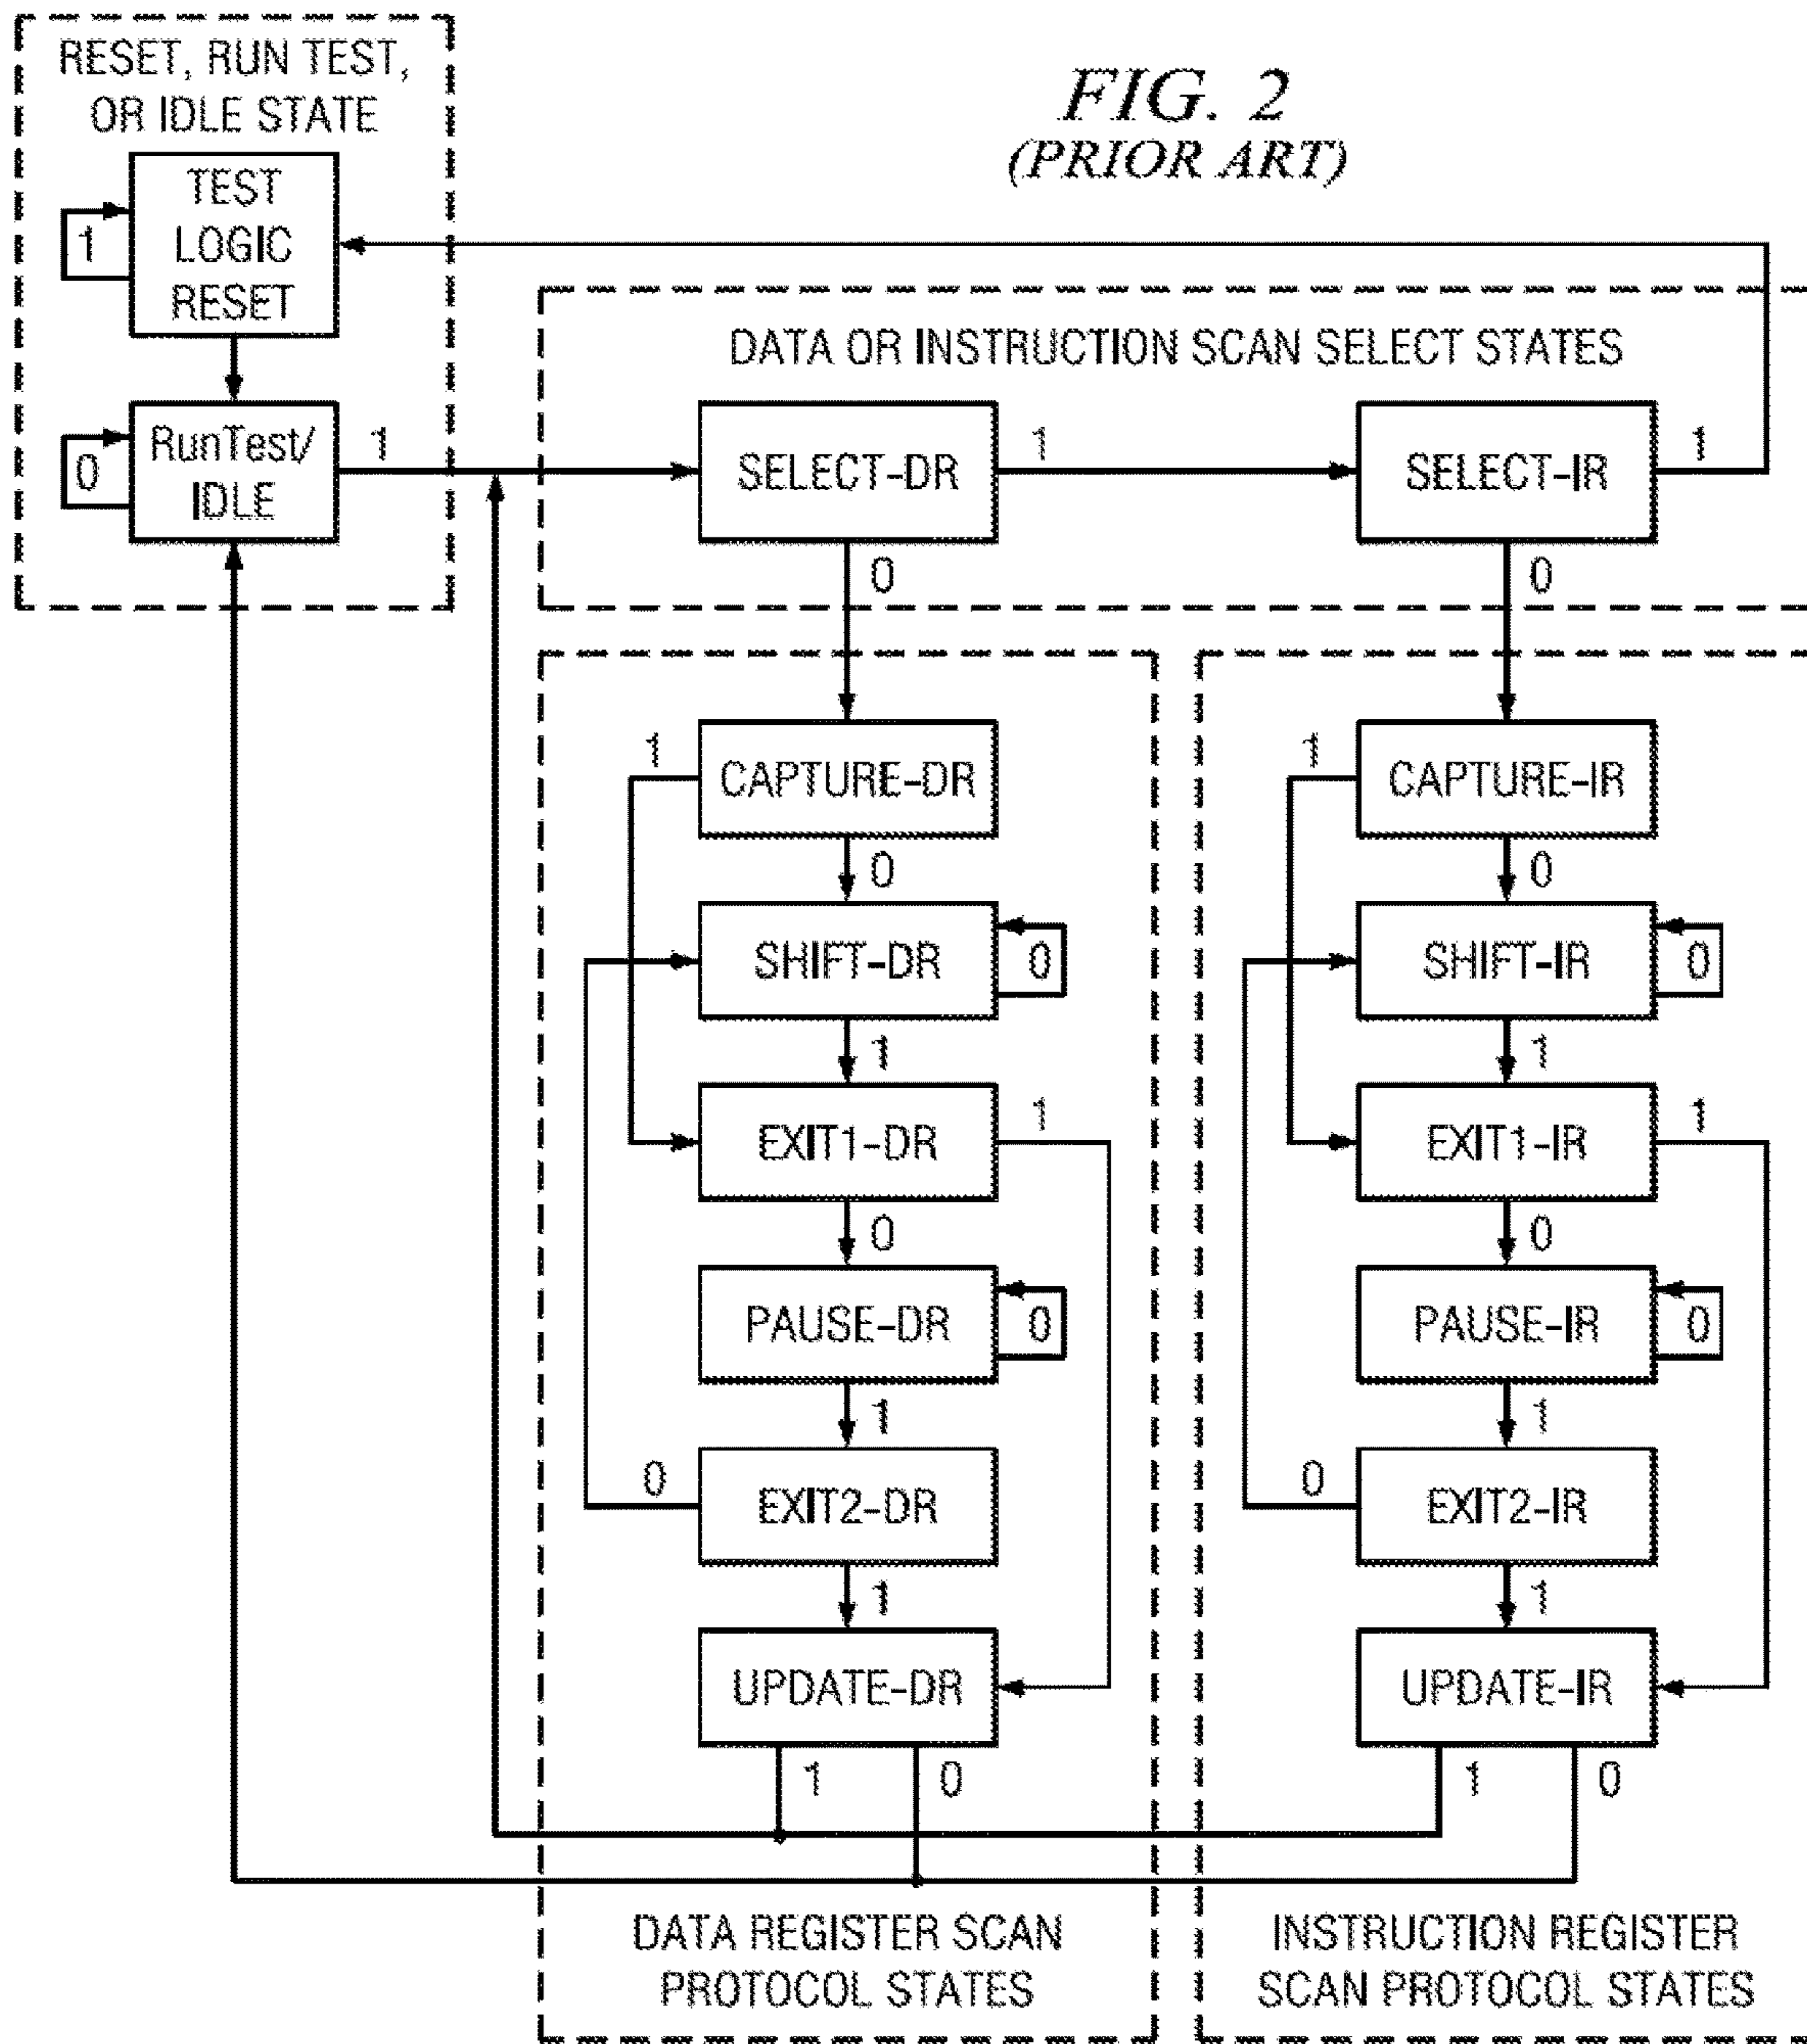 RESET, RUN TEST,
OR IDLE STATE
FIG. 2
(PRIOR ART)
TEST
LOGIC
RESET
1
DATA OR INSTRUCTION SCAN SELECT STATES
RunTest/
IDLE
0
1
SELECT-DR
1
SELECT-IR
1
0
0
1
CAPTURE-DR
1
CAPTURE-IR
0
0
SHIFT-DR
0
SHIFT-IR
0
1
1
EXIT1-DR
1
EXIT1-IR
1
0
0
PAUSE-DR
0
PAUSE-IR
0
1
1
0
EXIT2-DR
0
EXIT2-IR
1
1
UPDATE-DR
UPDATE-IR
1
0
1
0
DATA REGISTER SCAN
PROTOCOL STATES
INSTRUCTION REGISTER
SCAN PROTOCOL STATES